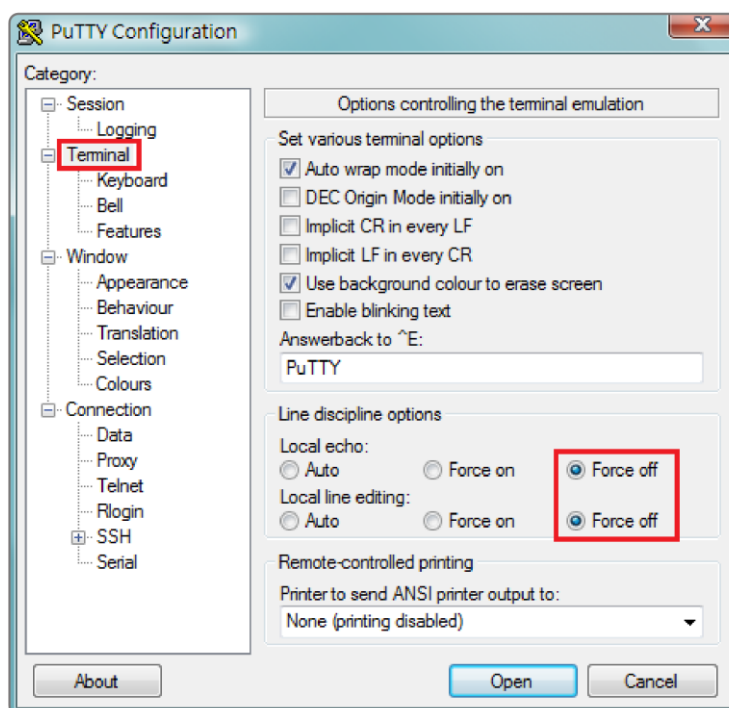 PuTTY Configuration
Category:
Session
Logging
Terminal
Keyboard
Bell
Features
Window
Appearance
Behaviour
Translation
Selection
Colours
Connection
Data
Proxy
Telnet
Rlogin
SSH
Serial
Options controlling the terminal emulation
Set various terminal options
Auto wrap mode initially on
DEC Origin Mode initially on
Implicit CR in every LF
Implicit LF in every CR
Use background colour to erase screen
Enable blinking text
Answerback to ^E:
PuTTY
Line discipline options
Local echo:
Auto Force on Force off
Local line editing:
Auto Force on Force off
Remote-controlled printing
Printer to send ANSI printer output to:
None (printing disabled)
About Open Cancel